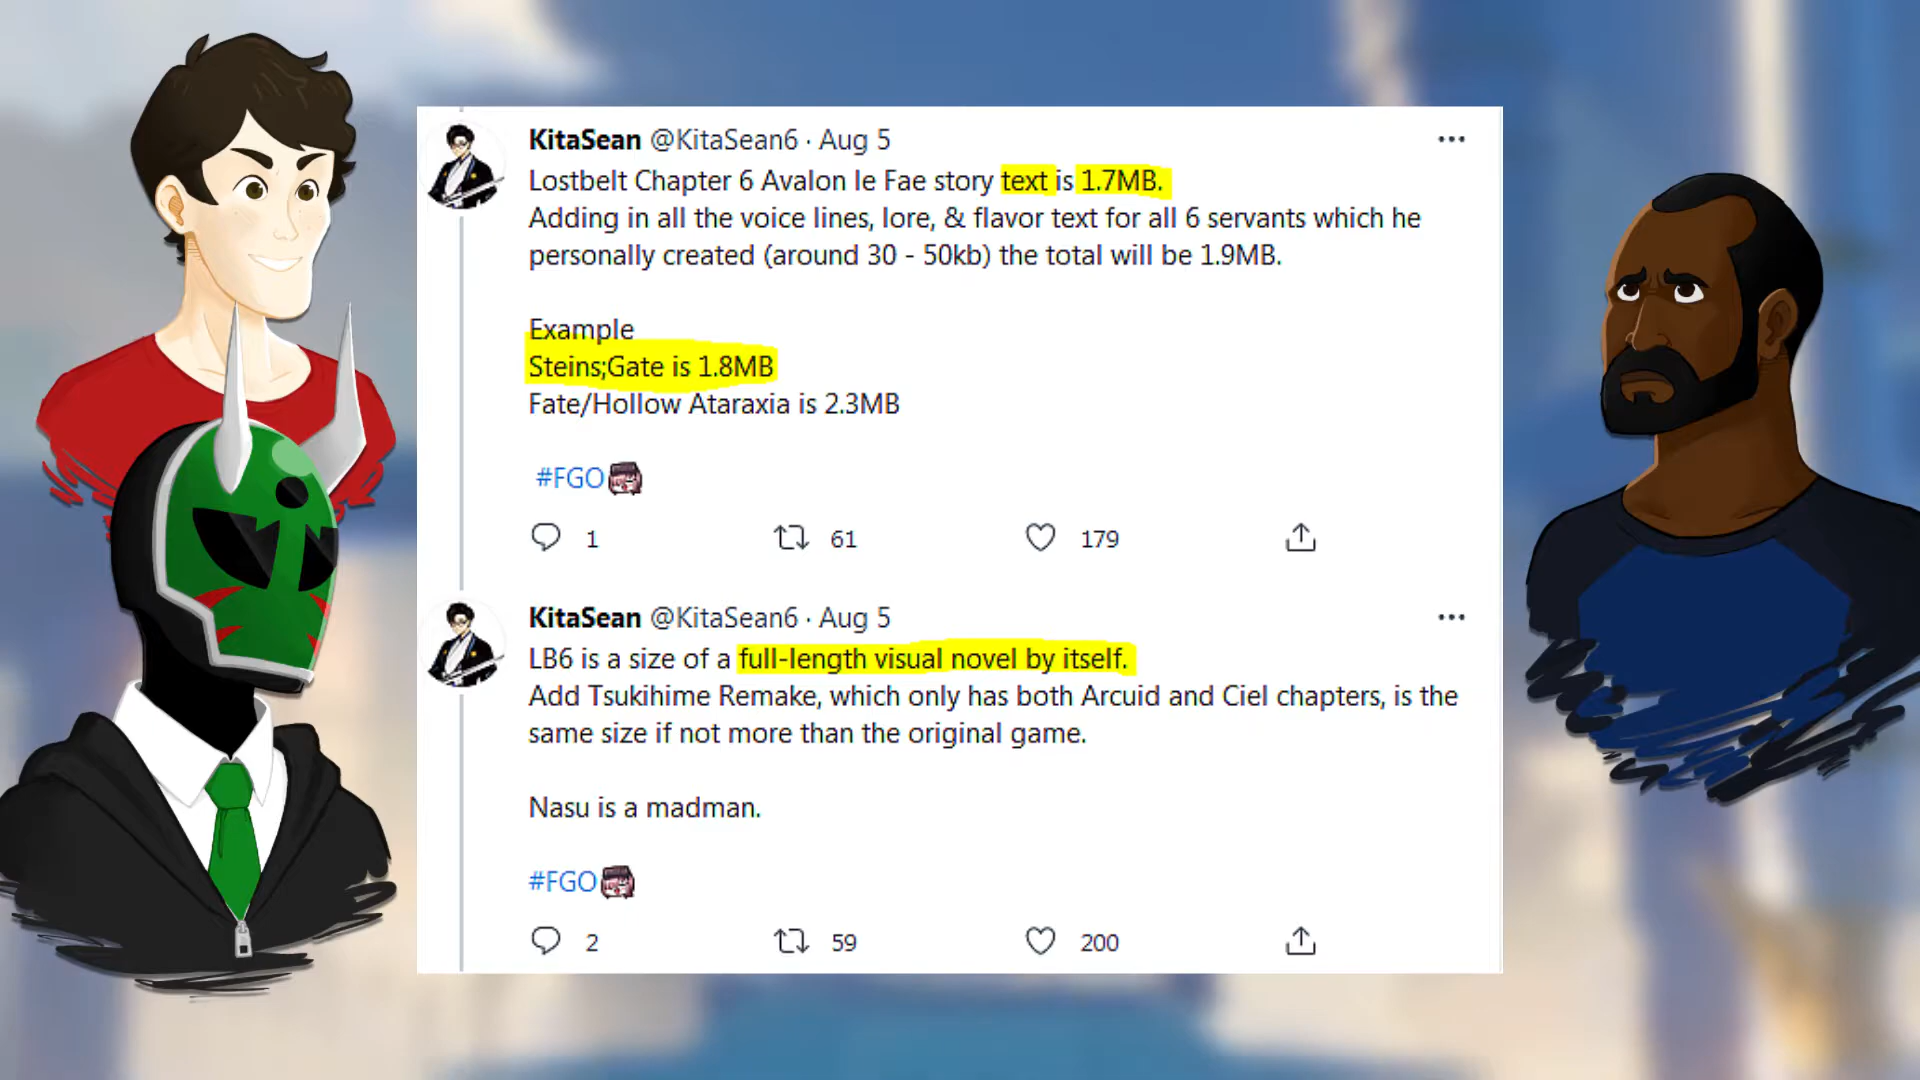 KitaSean @KitaSean6 · Aug 5
Lostbelt Chapter 6 Avalon le Fae story text is 1.7MB.
Adding in all the voice lines, lore, & flavor text for all 6 servants which he
personally created (around 30 - 50kb) the total will be 1.9MB.
Example
Steins;Gate is 1.8MB
Fate/Hollow Ataraxia is 2.3MB
#FGO
1 61 179
KitaSean @KitaSean6 · Aug 5
LB6 is a size of a full-length visual novel by itself.
Add Tsukihime Remake, which only has both Arcuid and Ciel chapters, is the
same size if not more than the original game.
Nasu is a madman.
#FGO
2 59 200